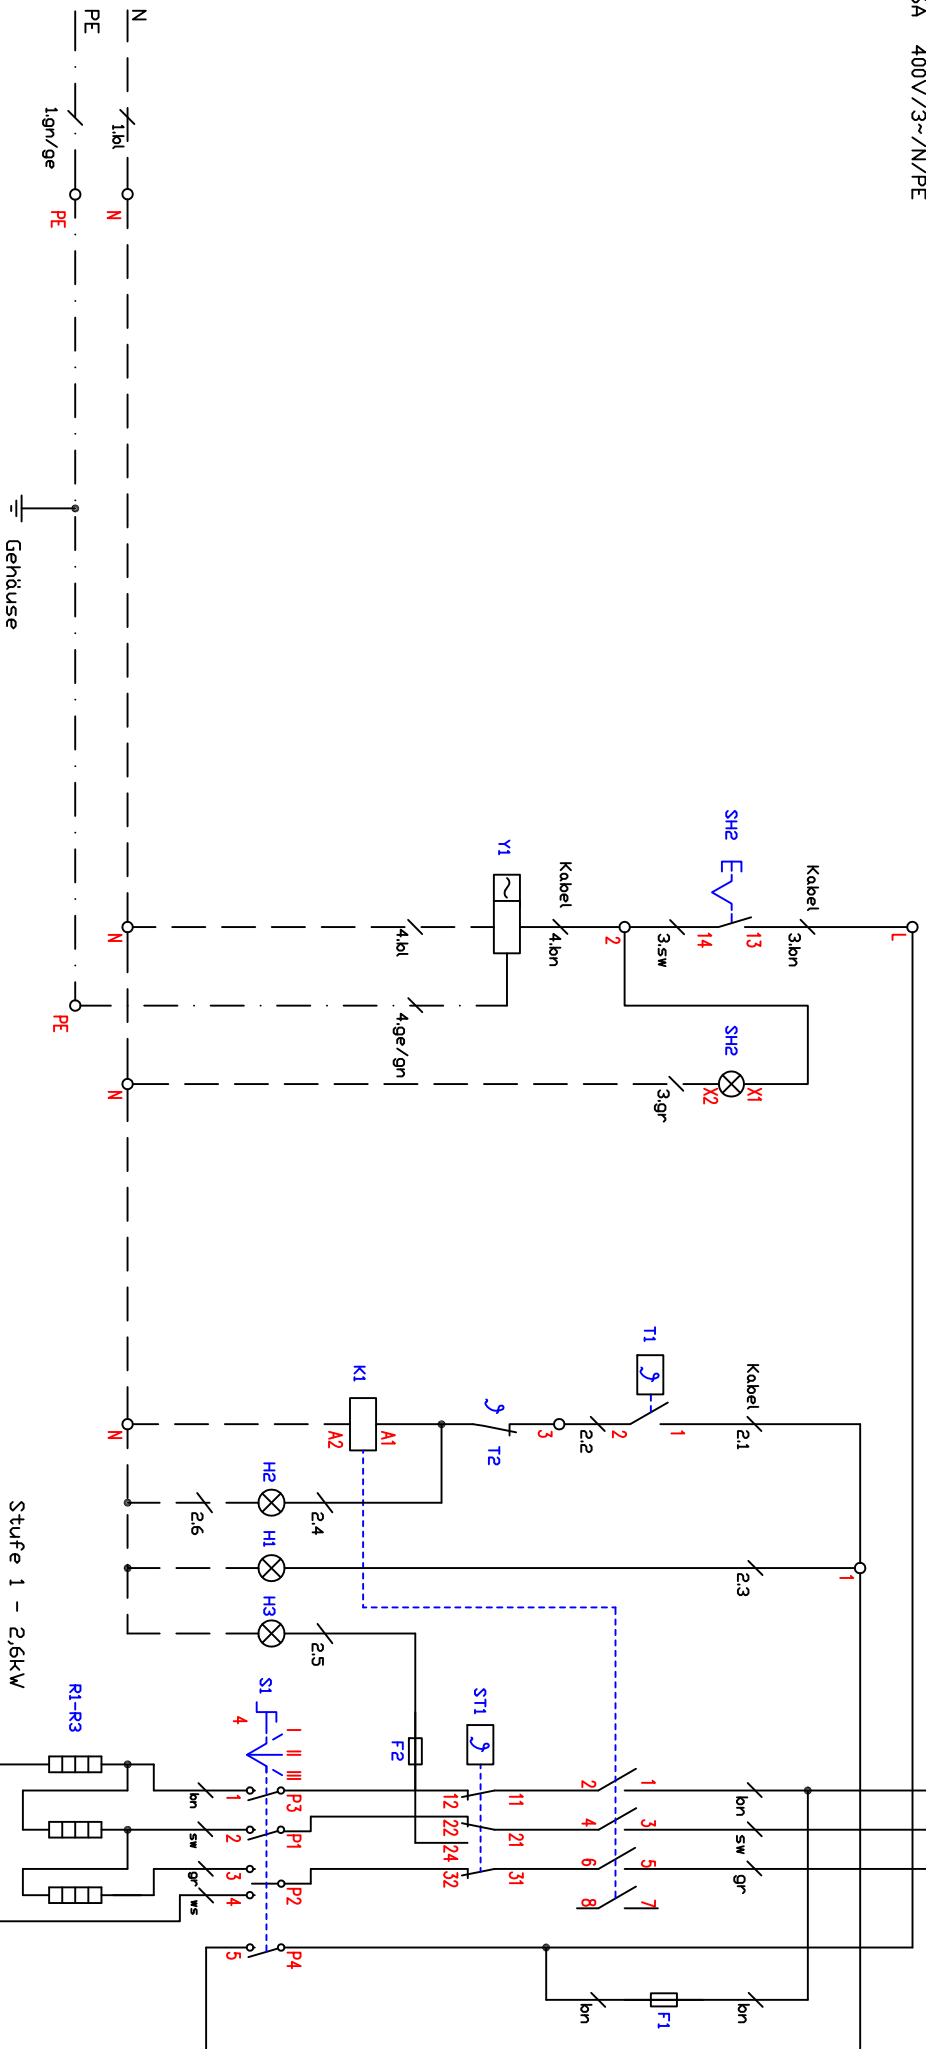 6A 400V/3~/N/PE
N
PE
1.bl
1.gn/ge
N
PE
Gehäuse
SH2
Kabel
3.bn
13
14
3.sw
L
2
Kabel
4.bn
Y1
4.bl
N
PE
4.ge/gn
SH2
X1
X2
3.gr
N
T1
Kabel
2.1
1
2
2.2
3
T2
K1
A1
A2
N
H2
2.4
2.6
H1
2.3
1
H3
2.5
Stufe 1 - 2,6kW
R1-R3
S1
4
I
II
III
F2
ST1
bn
1
P3
12
11
2
1
bn
sw
2
P1
22
21
4
3
sw
24
gr
3
P2
32
31
6
5
gr
ws
4
8
7
5
P4
bn
F1
bn